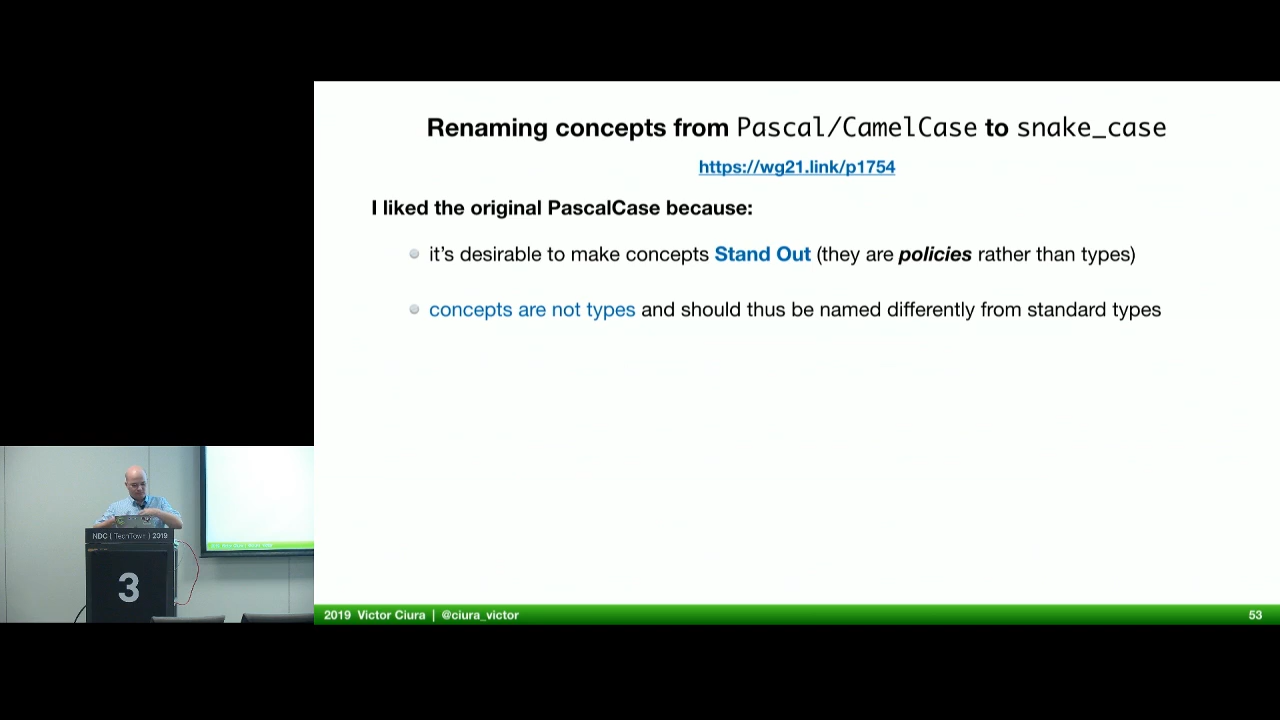 Renaming concepts from Pascal/CamelCase to snake_case
https://wg21.link/p1754
I liked the original PascalCase because:
it's desirable to make concepts Stand Out (they are policies rather than types)
concepts are not types and should thus be named differently from standard types
NDC { TechTown } 2019
3
2019 Victor Ciura | @ciura_victor
53